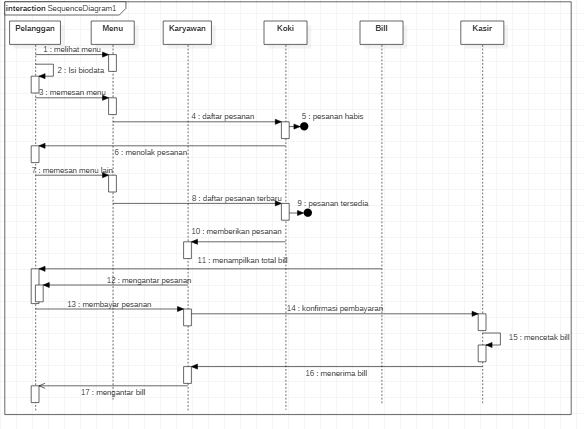 interaction SequenceDiagram1
Pelanggan Menu Karyawan Koki Bill Kasir
1 : melihat menu
2 : Isi biodata
3 : memesan menu
4 : daftar pesanan
5 : pesanan habis
6 : menolak pesanan
7 : memesan menu lain
8 : daftar pesanan terbaru
9 : pesanan tersedia
10 : memberikan pesanan
11 : menampilkan total bill
12 : mengantar pesanan
13 : membayar pesanan
14 : konfirmasi pembayaran
15 : mencetak bill
16 : menerima bill
17 : mengantar bill